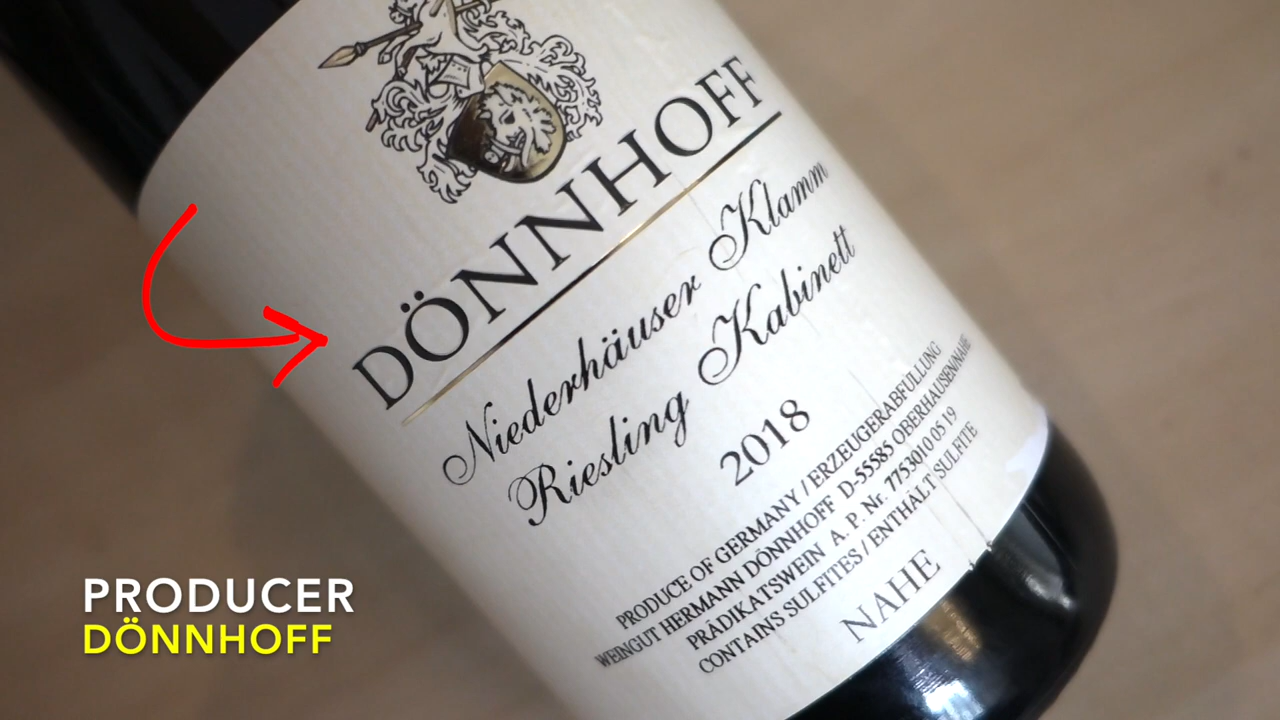 DÖNNHOFF
Niederhäuser Klamm
Riesling Kabinett
2018
PRODUCE OF GERMANY / ERZEUGERABFÜLLUNG
WEINGUT HERMANN DÖNNHOFF D-55585 OBERHAUSEN/NAHE
PRÄDIKATSWEIN A. P. Nr. 7753010 05 19
CONTAINS SULFITES / ENTHÄLT SULFITE
NAHE
PRODUCER
DÖNNHOFF